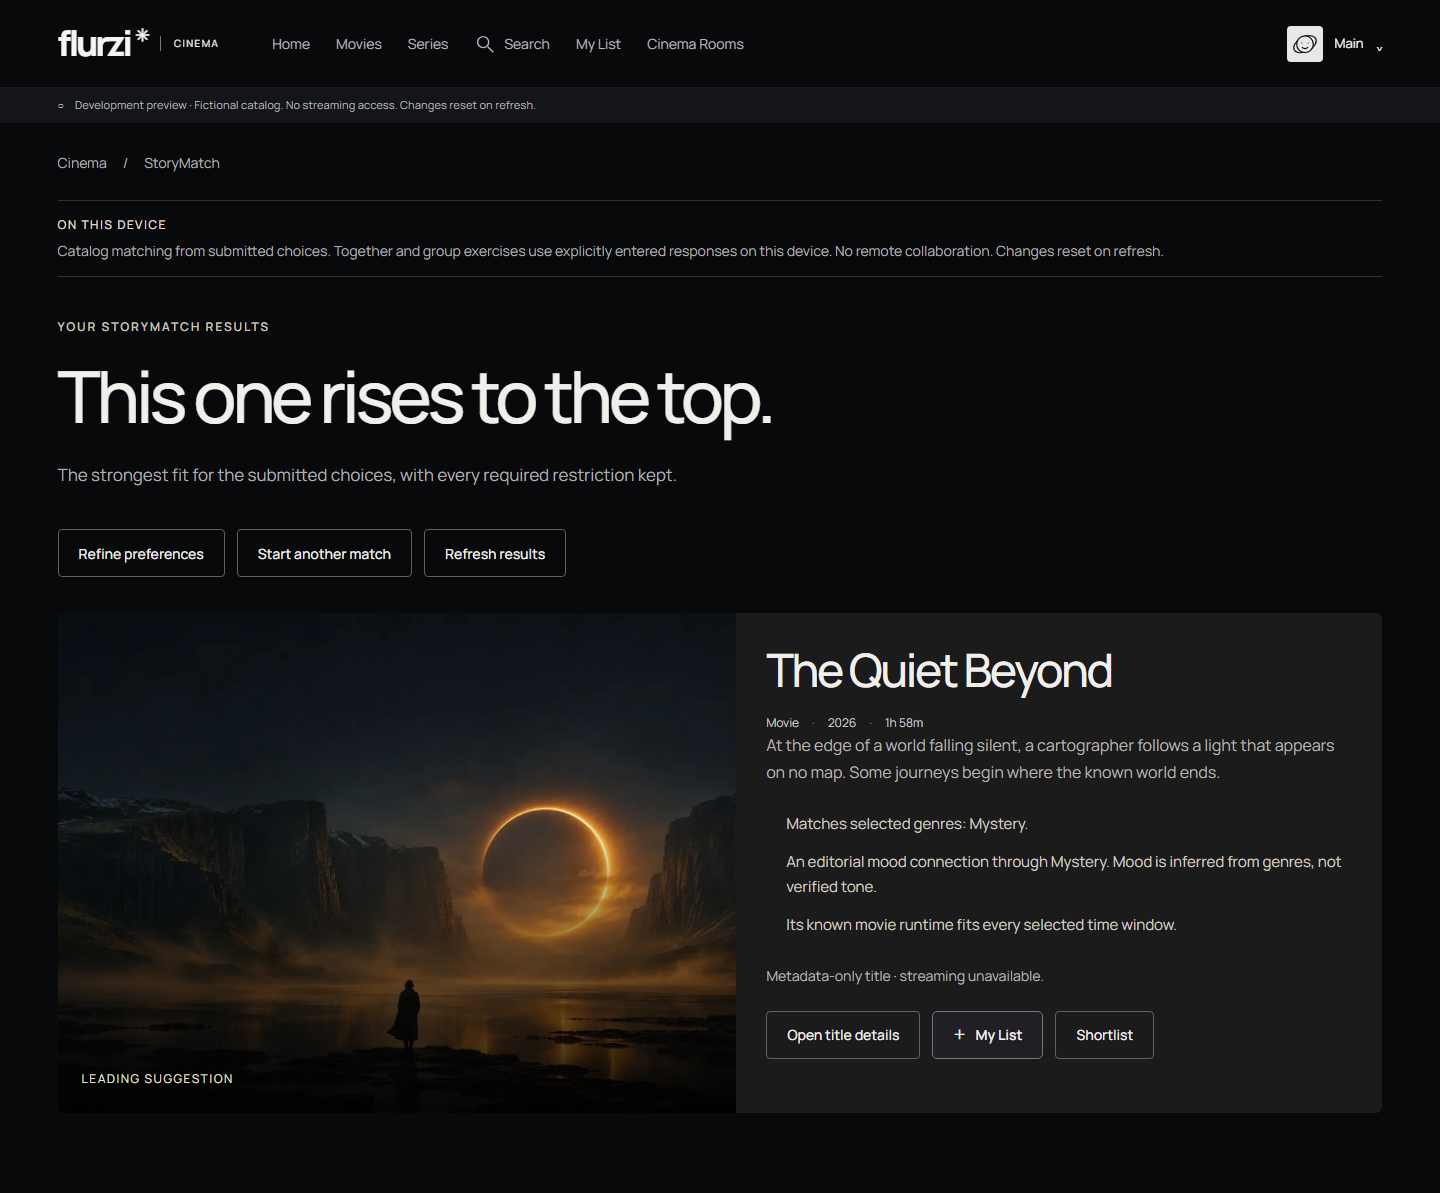 flurzi* CINEMA Home Movies Series Search My List Cinema Rooms Main
Development preview · Fictional catalog. No streaming access. Changes reset on refresh.
Cinema / StoryMatch
ON THIS DEVICE
Catalog matching from submitted choices. Together and group exercises use explicitly entered responses on this device. No remote collaboration. Changes reset on refresh.
YOUR STORYMATCH RESULTS
This one rises to the top.
The strongest fit for the submitted choices, with every required restriction kept.
Refine preferences Start another match Refresh results
The Quiet Beyond
Movie · 2026 · 1h 58m
At the edge of a world falling silent, a cartographer follows a light that appears
on no map. Some journeys begin where the known world ends.
Matches selected genres: Mystery.
An editorial mood connection through Mystery. Mood is inferred from genres, not
verified tone.
Its known movie runtime fits every selected time window.
Metadata-only title · streaming unavailable.
Open title details + My List Shortlist
LEADING SUGGESTION